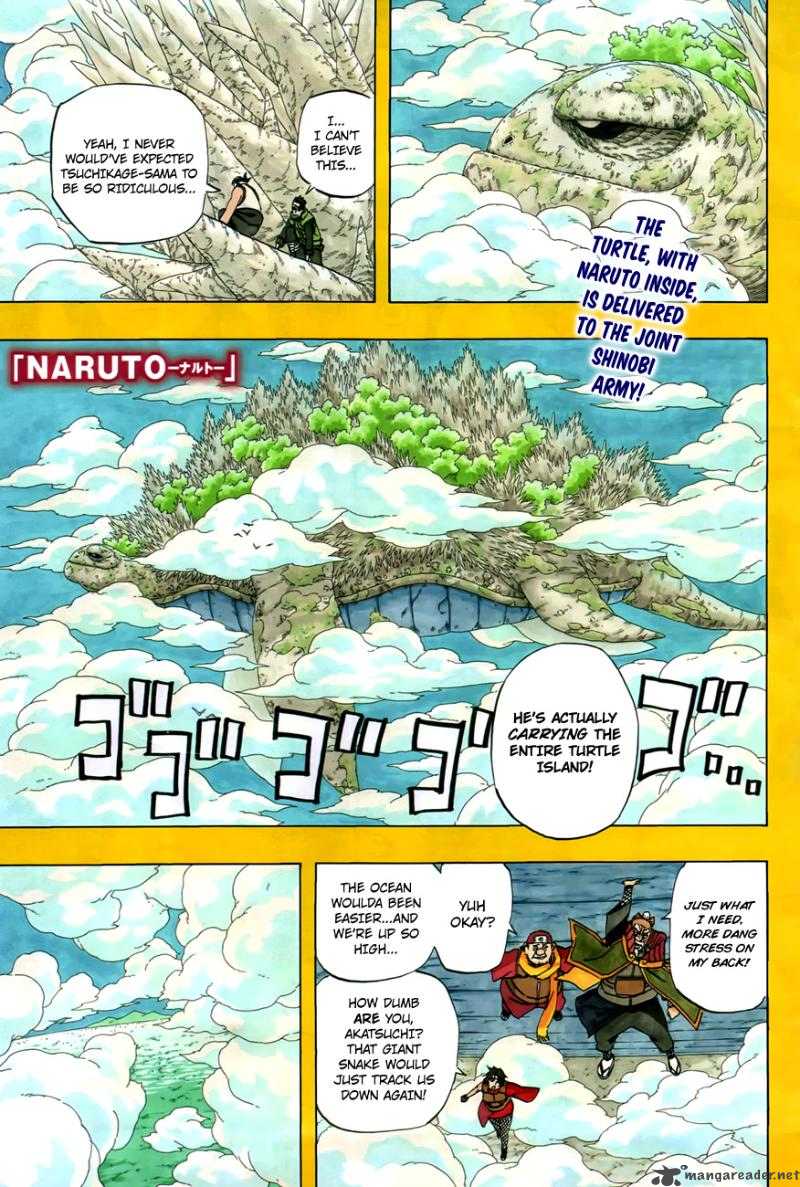 THE
TURTLE, WITH
NARUTO INSIDE,
IS DELIVERED
TO THE JOINT
SHINOBI
ARMY!
I...
I CAN'T
BELIEVE
THIS...
YEAH, I NEVER
WOULD'VE EXPECTED
TSUCHIKAGE-SAMA TO
BE SO RIDICULOUS...
「NARUTO-ナルト-」
HE'S ACTUALLY
CARRYING THE
ENTIRE TURTLE
ISLAND!
ゴゴゴゴゴ...
JUST WHAT
I NEED.
MORE DANG
STRESS ON
MY BACK!
YUH
OKAY?
THE OCEAN
WOULDA BEEN
EASIER...AND
WE'RE UP SO
HIGH...
HOW DUMB
ARE YOU,
AKATSUCHI?
THAT GIANT
SNAKE WOULD
JUST TRACK US
DOWN AGAIN!
mangareader.net